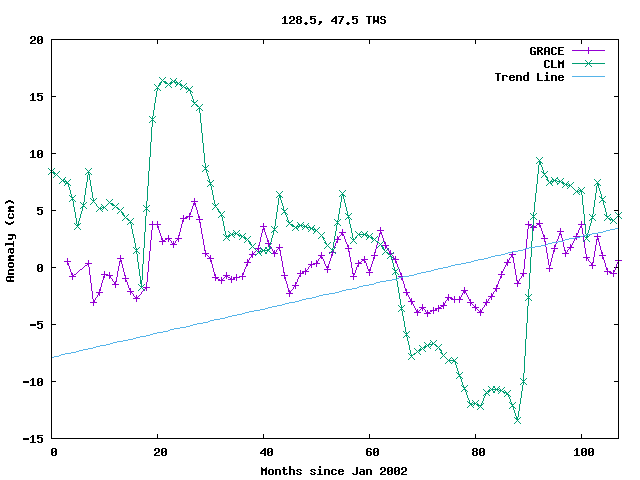 128.5, 47.5 TWS
GRACE
CLM
Trend Line
Anomaly (cm)
20
15
10
5
0
-5
-10
-15
0 20 40 60 80 100
Months since Jan 2002